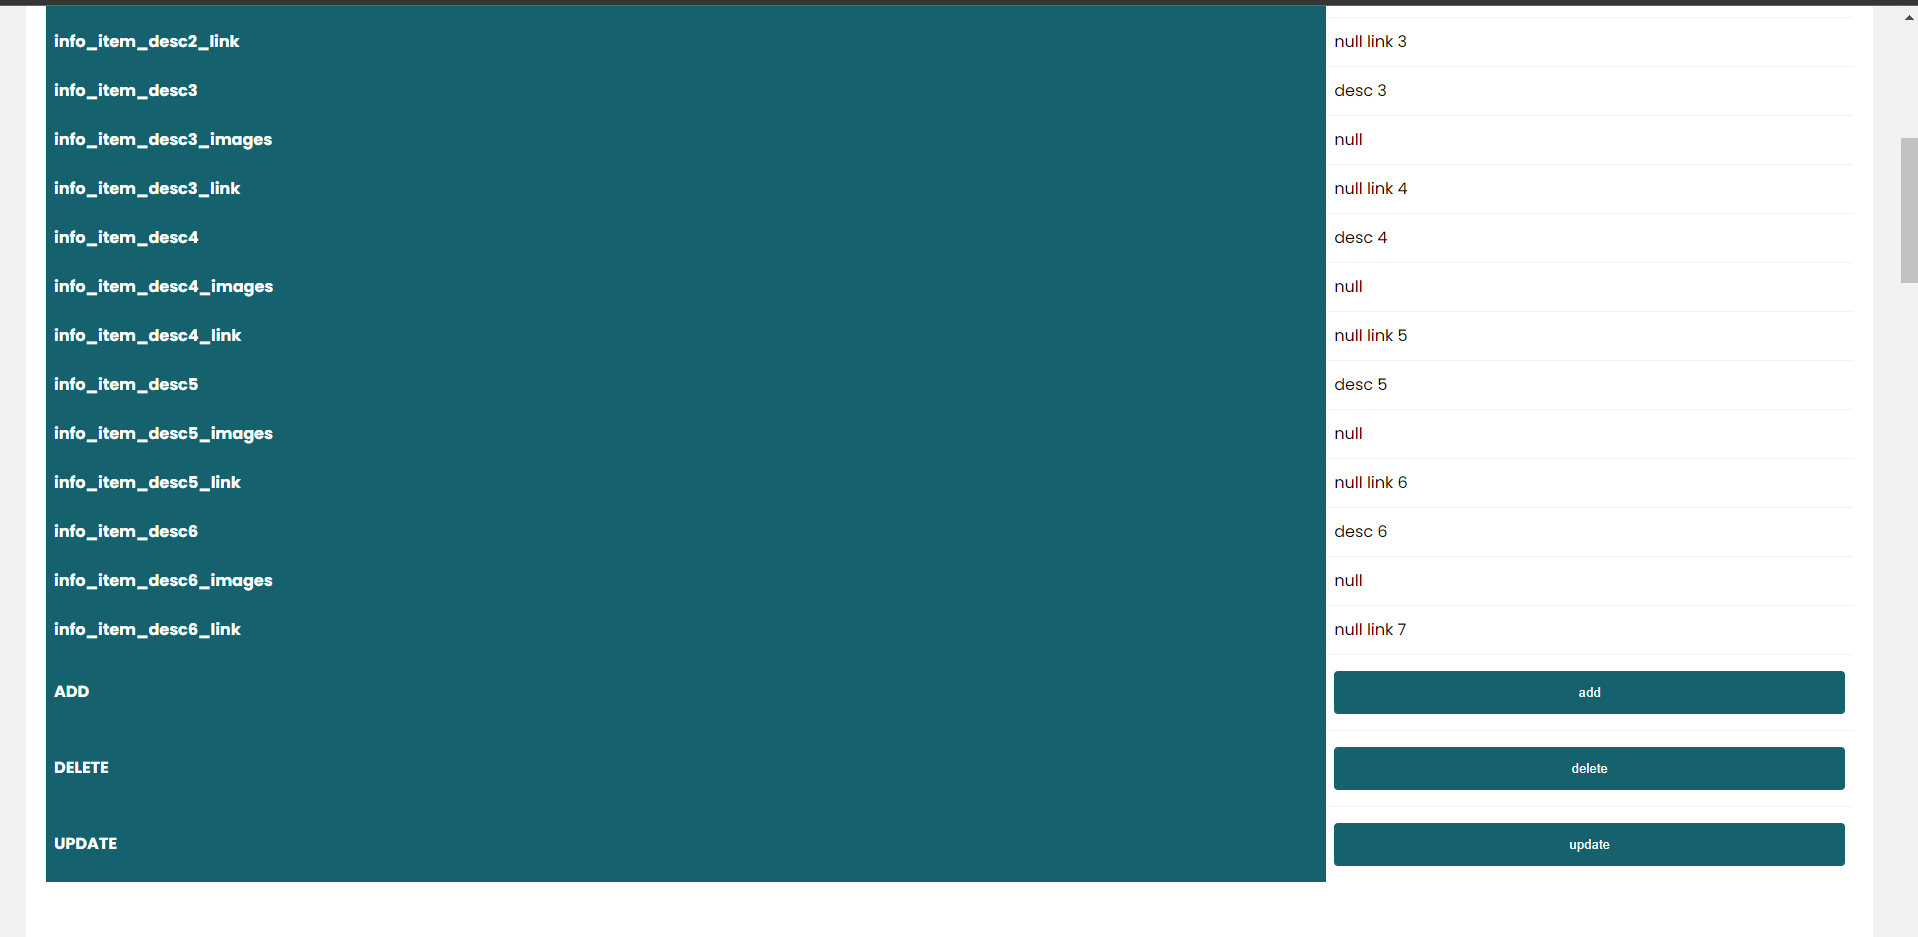 info_item_desc2_link null link 3
info_item_desc3 desc 3
info_item_desc3_images null
info_item_desc3_link null link 4
info_item_desc4 desc 4
info_item_desc4_images null
info_item_desc4_link null link 5
info_item_desc5 desc 5
info_item_desc5_images null
info_item_desc5_link null link 6
info_item_desc6 desc 6
info_item_desc6_images null
info_item_desc6_link null link 7
ADD add
DELETE delete
UPDATE update